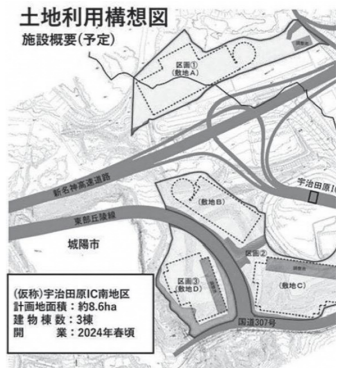 土地利用構想図
施設概要(予定)
区画①
(敷地A)
新名神高速道路
宇治田原IC
東部丘陵線
(敷地B)
城陽市
区画②
区画③
(敷地D)
(敷地C)
国道307号
(仮称)宇治田原IC南地区
計画地面積：約8.6ha
建物棟数：3棟
開　　業：2024年春頃